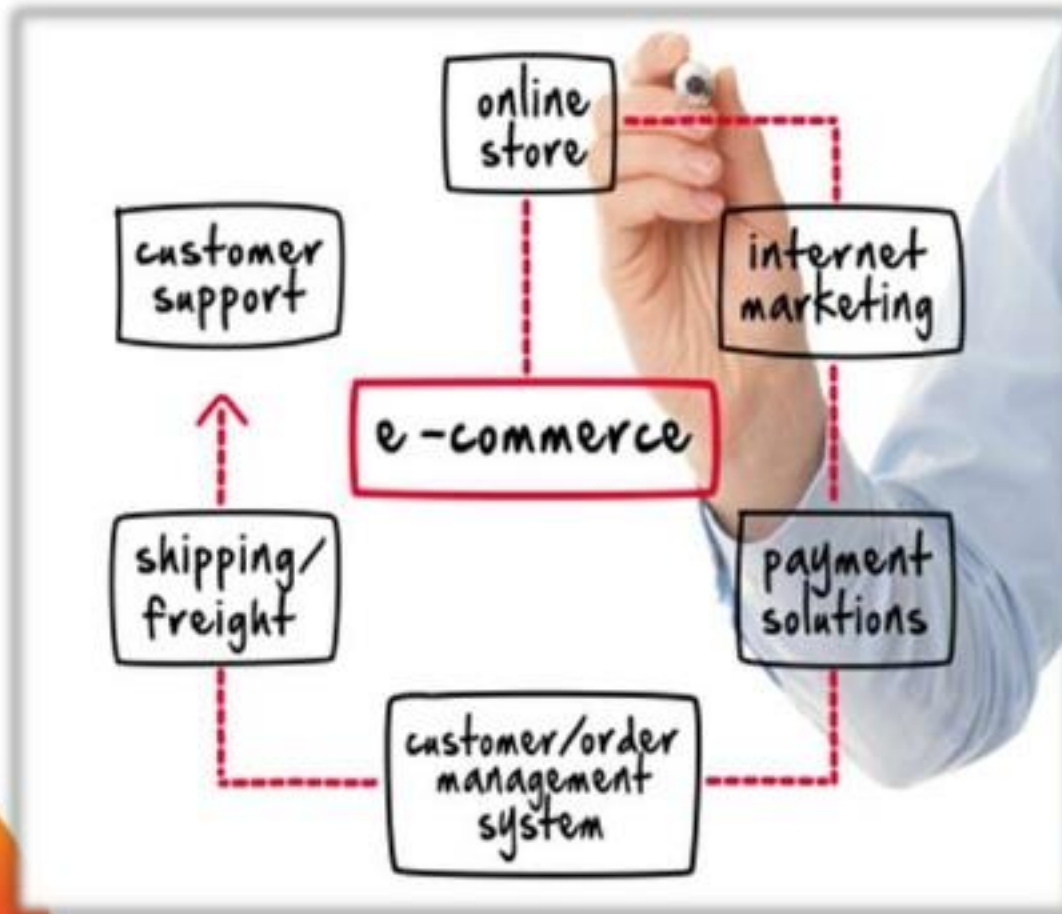 online
store
internet
marketing
customer
support
e-commerce
payment
solutions
shipping/
freight
customer/order
management
system